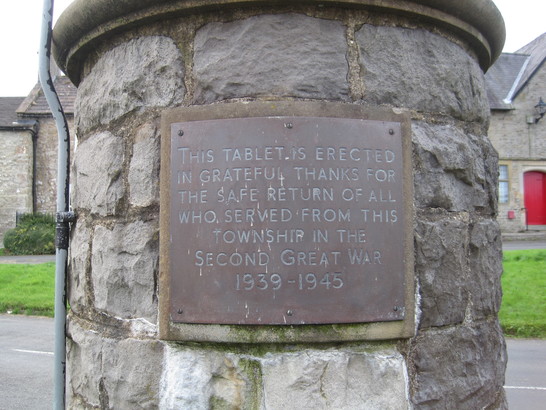 THIS TABLET IS ERECTED
IN GRATEFUL THANKS FOR
THE SAFE RETURN OF ALL
WHO SERVED FROM THIS
TOWNSHIP IN THE
SECOND GREAT WAR
1939-1945